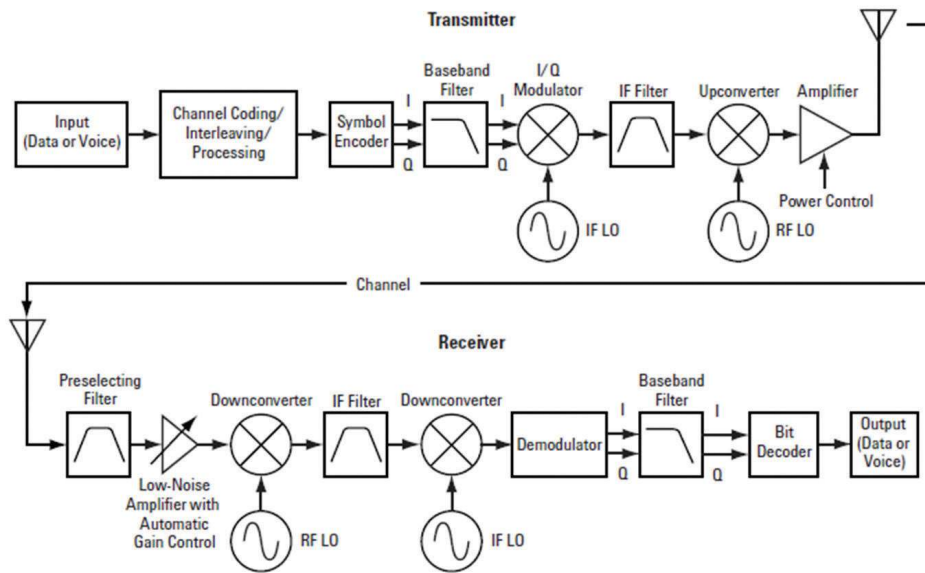 Transmitter
Input
(Data or Voice)
Channel Coding/
Interleaving/
Processing
Symbol
Encoder
I
Q
Baseband
Filter
I
Q
I/Q
Modulator
IF LO
IF Filter
Upconverter
RF LO
Amplifier
Power Control
Channel
Receiver
Preselecting
Filter
Low-Noise
Amplifier with
Automatic
Gain Control
Downconverter
RF LO
IF Filter
Downconverter
IF LO
Demodulator
I
Q
Baseband
Filter
I
Q
Bit
Decoder
Output
(Data or
Voice)